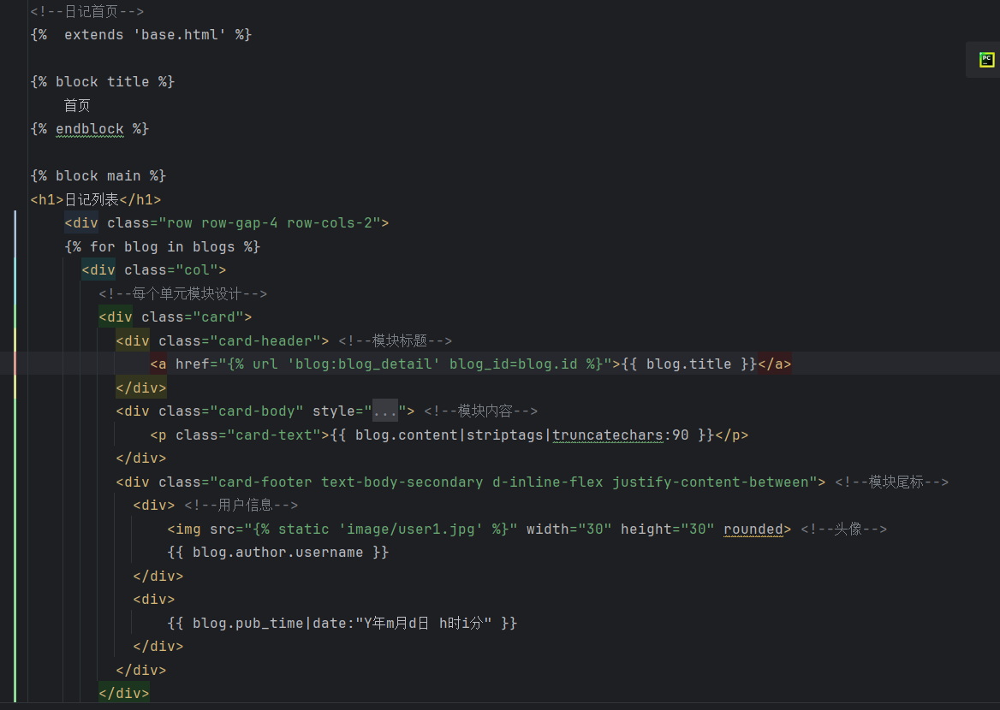 <!--日记首页-->
{%  extends 'base.html' %}
{% block title %}
首页
{% endblock %}
{% block main %}
<h1>日记列表</h1>
<div class="row row-gap-4 row-cols-2">
{% for blog in blogs %}
<div class="col">
<!--每个单元模块设计-->
<div class="card">
<div class="card-header"> <!--模块标题-->
<a href="{% url 'blog:blog_detail' blog_id=blog.id %}">{{ blog.title }}</a>
</div>
<div class="card-body" style="..."> <!--模块内容-->
<p class="card-text">{{ blog.content|striptags|truncatechars:90 }}</p>
</div>
<div class="card-footer text-body-secondary d-inline-flex justify-content-between"> <!--模块尾标-->
<div> <!--用户信息-->
<img src="{% static 'image/user1.jpg' %}" width="30" height="30" rounded> <!--头像-->
{{ blog.author.username }}
</div>
<div>
{{ blog.pub_time|date:"Y年m月d日 h时i分" }}
</div>
</div>
</div>
PC